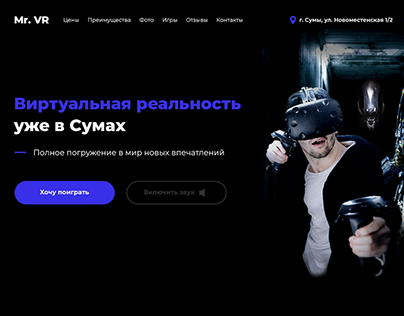 Mr. VR
Цены Преимущества Фото Игры Отзывы Контакты
г. Сумы, ул. Новоместенская 1/2
Виртуальная реальность
уже в Сумах
Полное погружение в мир новых впечатлений
Хочу поиграть
Включить звук